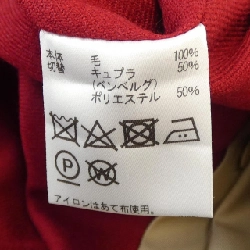 本体 毛 100%
切替 キュプラ 50%
(ベンベルグ)
ポリエステル 50%
P W
アイロンはあて布使用。